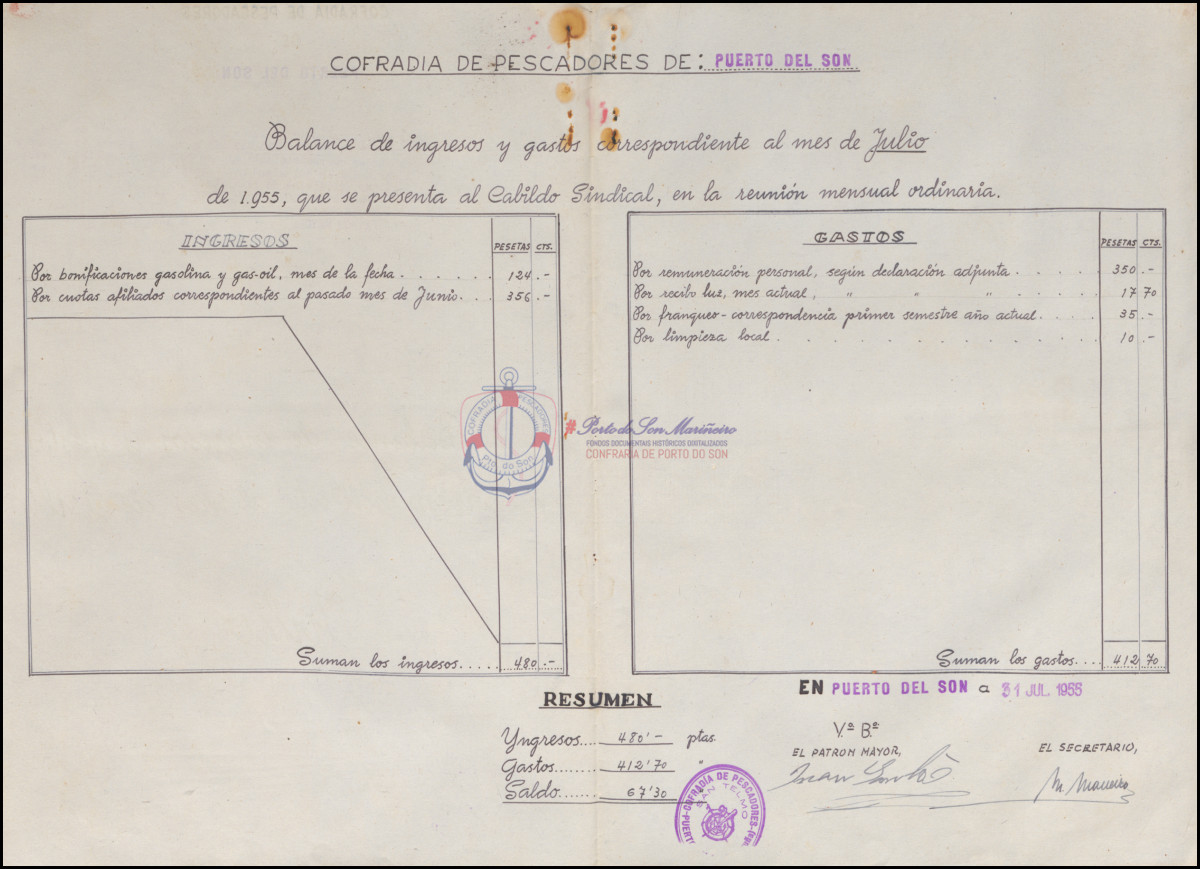 COFRADIA DE PESCADORES DE: PUERTO DEL SON
Balance de ingresos y gastos correspondiente al mes de Julio
de 1.955, que se presenta al Cabildo Sindical, en la reunión mensual ordinaria.
INGRESOS
PESETAS CTS.
Por bonificaciones gasolina y gas-oil, mes de la fecha . . . . . . 124 .-
Por cuotas afiliados correspondientes al pasado mes de Junio. . . 356 .-
Suman los ingresos. . . . . 480 .-
GASTOS
PESETAS CTS.
Por remuneración personal, según declaración adjunta . . . . . . 350 .-
Por recibo luz, mes actual, " " " . . . . . 17 70
Por franqueo-correspondencia primer semestre año actual. . . . . 35 .-
Por limpieza local . . . . . . . . . . . . . . 10 .-
Suman los gastos. . . . 412 70
COFRADIA PESCADORES
Pto. do Son
# Porto do Son Mariñeiro
FONDOS DOCUMENTAIS HISTÓRICOS DIXITALIZADOS
CONFRARÍA DE PORTO DO SON
EN PUERTO DEL SON a 31 JUL. 1955
RESUMEN
Yngresos.... 480'- ptas.
Gastos........ 412'70 "
Saldo....... 67'30
V.º B.º
EL PATRON MAYOR,
EL SECRETARIO,
M. Maneiro
COFRADÍA DE PESCADORES
SAN TELMO